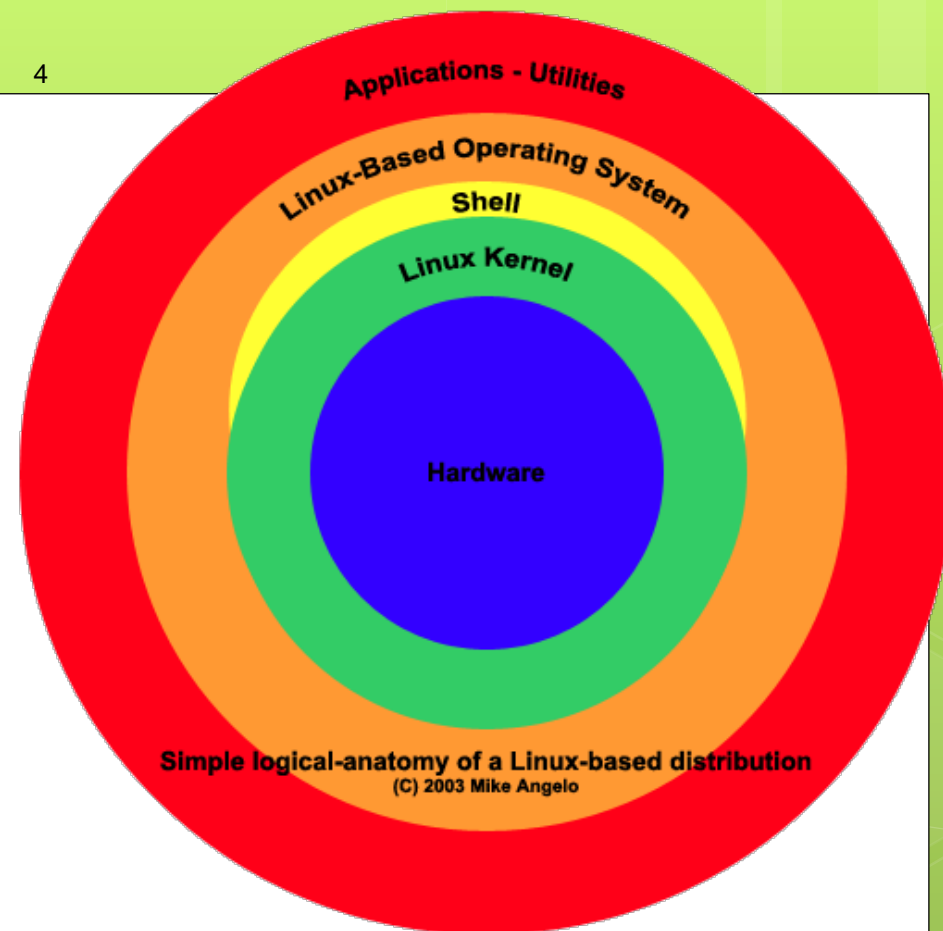 4
Applications - Utilities
Linux-Based Operating System
Shell
Linux Kernel
Hardware
Simple logical-anatomy of a Linux-based distribution
(C) 2003 Mike Angelo